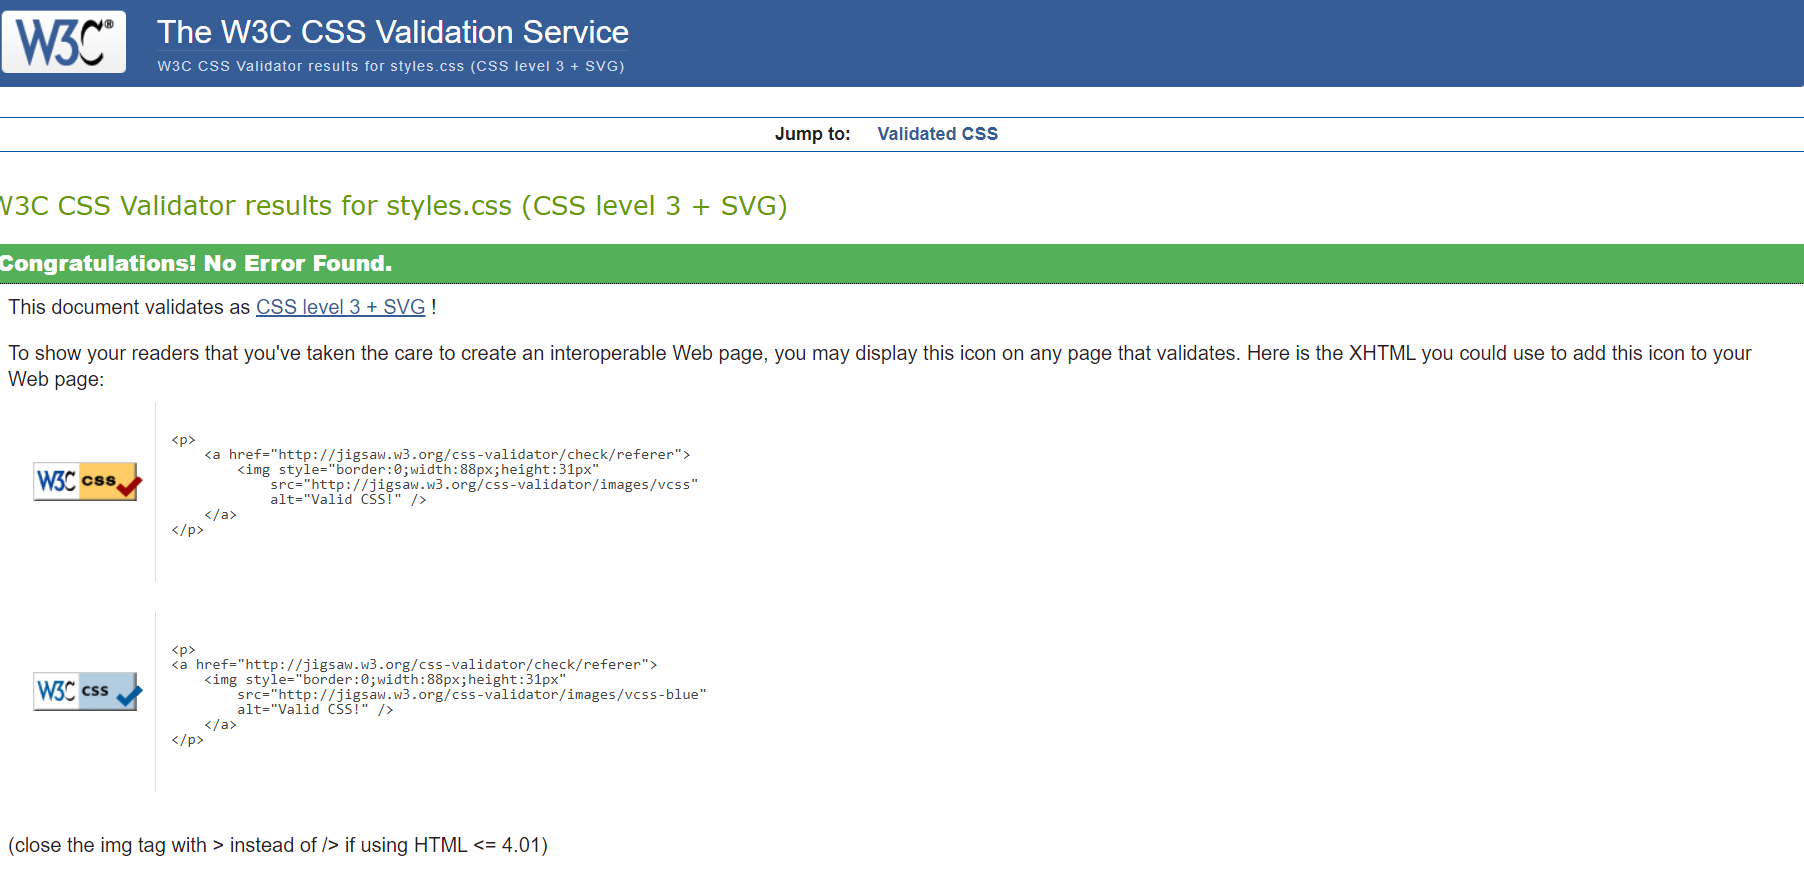 W3C®
The W3C CSS Validation Service
W3C CSS Validator results for styles.css (CSS level 3 + SVG)
Jump to: Validated CSS
W3C CSS Validator results for styles.css (CSS level 3 + SVG)
Congratulations! No Error Found.
This document validates as CSS level 3 + SVG !
To show your readers that you've taken the care to create an interoperable Web page, you may display this icon on any page that validates. Here is the XHTML you could use to add this icon to your
Web page:
W3C css
<p>
    <a href="http://jigsaw.w3.org/css-validator/check/referer">
        <img style="border:0;width:88px;height:31px"
            src="http://jigsaw.w3.org/css-validator/images/vcss"
            alt="Valid CSS!" />
    </a>
</p>
W3C css
<p>
<a href="http://jigsaw.w3.org/css-validator/check/referer">
    <img style="border:0;width:88px;height:31px"
        src="http://jigsaw.w3.org/css-validator/images/vcss-blue"
        alt="Valid CSS!" />
    </a>
</p>
(close the img tag with > instead of /> if using HTML <= 4.01)